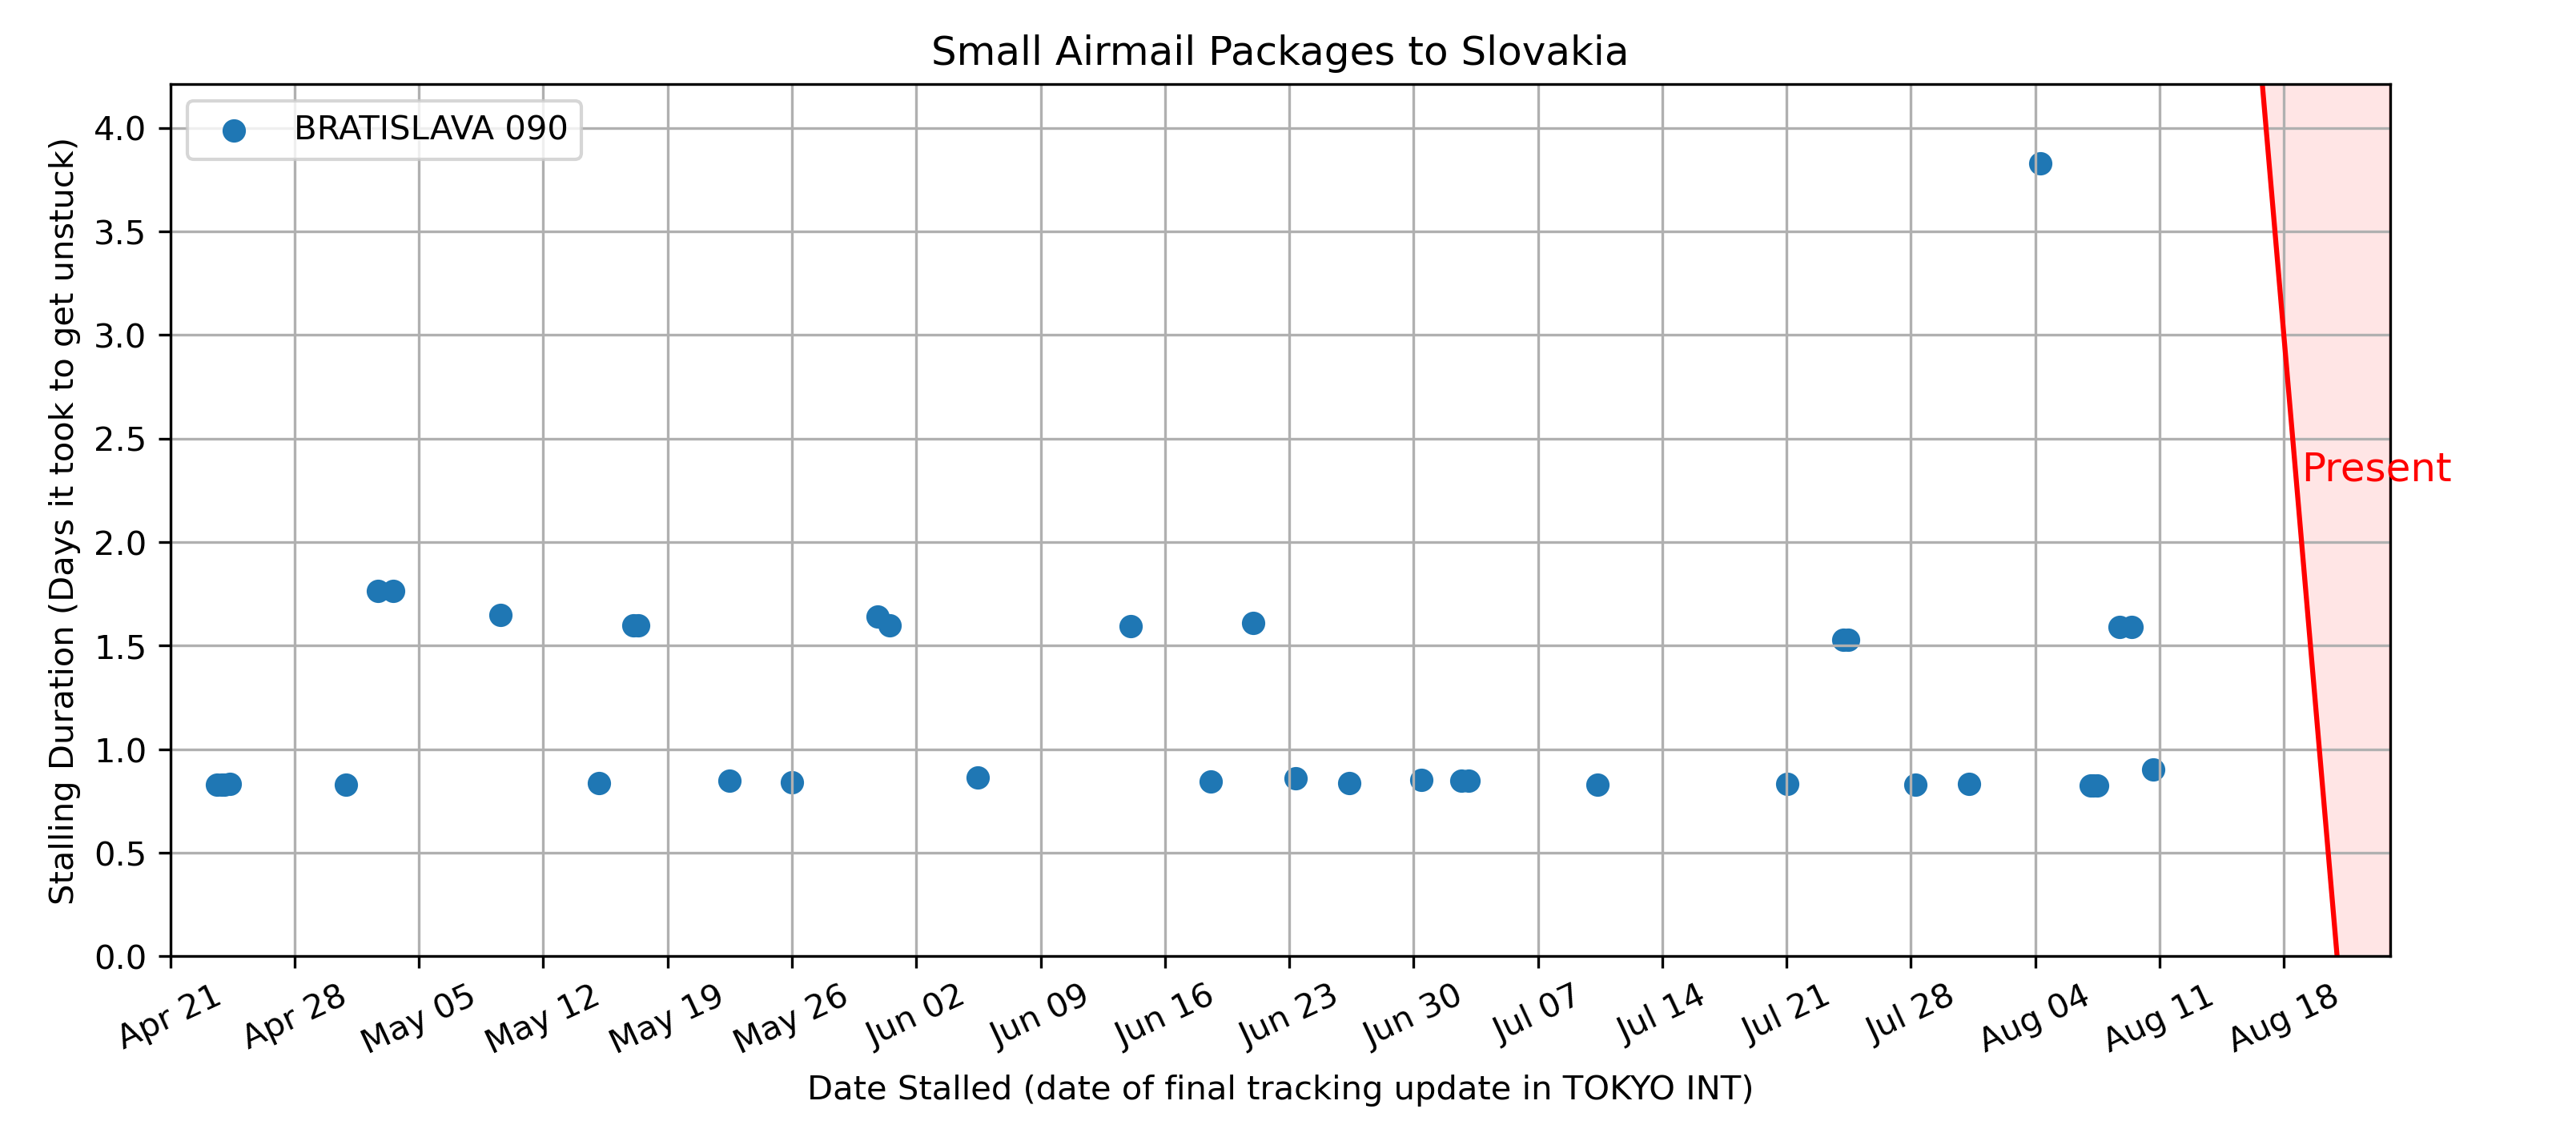 Small Airmail Packages to Slovakia
BRATISLAVA 090
Stalling Duration (Days it took to get unstuck)
4.0
3.5
3.0
2.5
2.0
1.5
1.0
0.5
0.0
Present
Apr 21
Apr 28
May 05
May 12
May 19
May 26
Jun 02
Jun 09
Jun 16
Jun 23
Jun 30
Jul 07
Jul 14
Jul 21
Jul 28
Aug 04
Aug 11
Aug 18
Date Stalled (date of final tracking update in TOKYO INT)